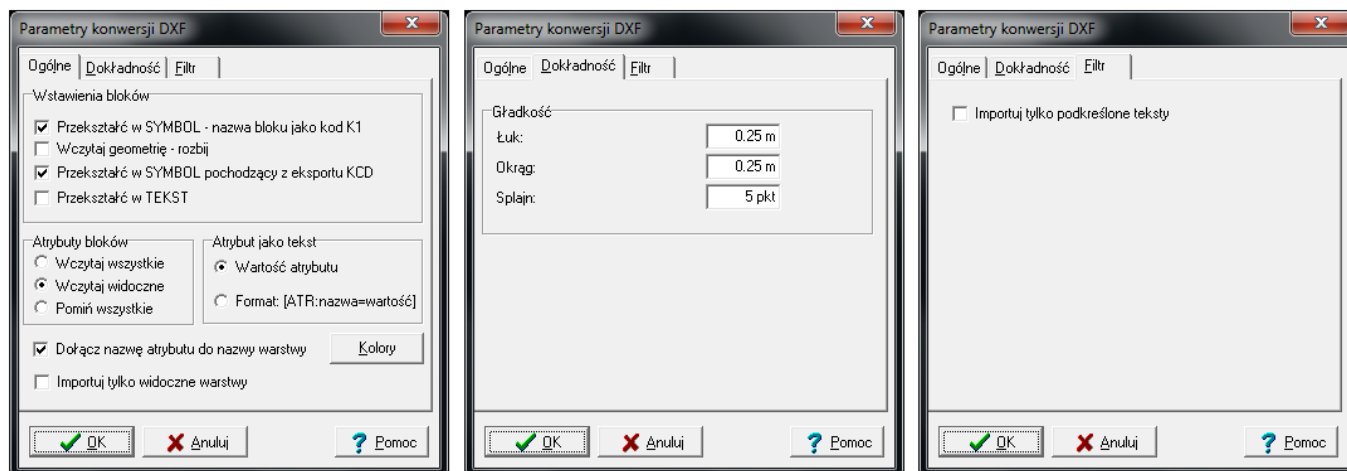 Parametry konwersji DXF
Ogólne Dokładność Filtr
Wstawienia bloków
Przekształć w SYMBOL - nazwa bloku jako kod K1
Wczytaj geometrię - rozbij
Przekształć w SYMBOL pochodzący z eksportu KCD
Przekształć w TEKST
Atrybuty bloków
Wczytaj wszystkie
Wczytaj widoczne
Pomiń wszystkie
Atrybut jako tekst
Wartość atrybutu
Format: [ATR:nazwa=wartość]
Dołącz nazwę atrybutu do nazwy warstwy
Kolory
Importuj tylko widoczne warstwy
OK Anuluj ? Pomoc
Parametry konwersji DXF
Ogólne Dokładność Filtr
Gładkość
Łuk: 0.25 m
Okrąg: 0.25 m
Splajn: 5 pkt
OK Anuluj ? Pomoc
Parametry konwersji DXF
Ogólne Dokładność Filtr
Importuj tylko podkreślone teksty
OK Anuluj ? Pomoc